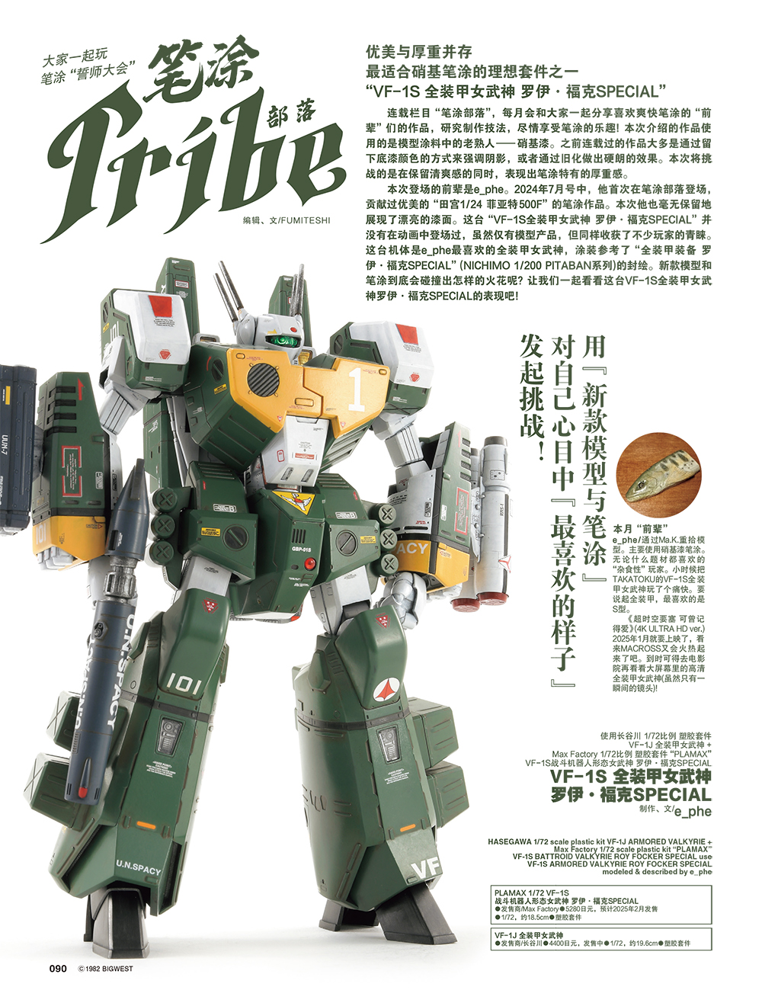 大家一起玩
笔涂“誓师大会”
笔涂
Tribe
部落
编辑、文/FUMITESHI
优美与厚重并存
最适合硝基笔涂的理想套件之一
“VF-1S 全装甲女武神 罗伊·福克SPECIAL”
连载栏目“笔涂部落”，每月会和大家一起分享喜欢爽快笔涂的“前
辈”们的作品，研究制作技法，尽情享受笔涂的乐趣! 本次介绍的作品使
用的是模型涂料中的老熟人——硝基漆。之前连载过的作品大多是通过留
下底漆颜色的方式来强调阴影，或者通过旧化做出硬朗的效果。本次将挑
战的是在保留清爽感的同时，表现出笔涂特有的厚重感。
本次登场的前辈是e_phe。2024年7月号中，他首次在笔涂部落登场，
贡献过优美的“田宫1/24 菲亚特500F”的笔涂作品。本次他也毫无保留地
展现了漂亮的漆面。这台“VF-1S全装甲女武神 罗伊·福克SPECIAL”并
没有在动画中登场过，虽然仅有模型产品，但同样收获了不少玩家的青睐。
这台机体是e_phe最喜欢的全装甲女武神，涂装参考了“全装甲装备 罗
伊·福克SPECIAL”(NICHIMO 1/200 PITABAN系列)的封绘。新款模型和
笔涂到底会碰撞出怎样的火花呢? 让我们一起看看这台VF-1S全装甲女武
神罗伊·福克SPECIAL的表现吧!
用『新款模型与笔涂』
对自己心目中『最喜欢的样子』
发起挑战！
本月“前辈”
e_phe/通过Ma.K.重拾模
型。主要使用硝基漆笔涂。
无论什么题材都喜欢的
“杂食性”玩家。小时候把
TAKATOKU的VF-1S全装
甲女武神玩了个痛快。要
说起全装甲，最喜欢的是
S型。
《超时空要塞 可曾记
得爱》(4K ULTRA HD ver.)
2025年1月就要上映了，看
来MACROSS又会火热起
来了吧。到时可得去电影
院再看看大屏幕里的高清
全装甲女武神(虽然只有一
瞬间的镜头)!
使用长谷川 1/72比例 塑胶套件
VF-1J 全装甲女武神 +
Max Factory 1/72比例 塑胶套件“PLAMAX”
VF-1S战斗机器人形态女武神 罗伊·福克SPECIAL
VF-1S 全装甲女武神
罗伊·福克SPECIAL
制作、文/e_phe
HASEGAWA 1/72 scale plastic kit VF-1J ARMORED VALKYRIE +
Max Factory 1/72 scale plastic kit “PLAMAX”
VF-1S BATTROID VALKYRIE ROY FOCKER SPECIAL use
VF-1S ARMORED VALKYRIE ROY FOCKER SPECIAL
modeled & described by e_phe
PLAMAX 1/72 VF-1S
战斗机器人形态女武神 罗伊·福克SPECIAL
●发售商/Max Factory●5280日元，预计2025年2月发售
●1/72，约18.5cm●塑胶套件
VF-1J 全装甲女武神
●发售商/长谷川●4400日元，发售中●1/72，约19.6cm●塑胶套件
101
1
UUN-7
GBP-01S
ACY
U.N.SPACY
101
U.N.SPACY
VF
090
©1982 BIGWEST